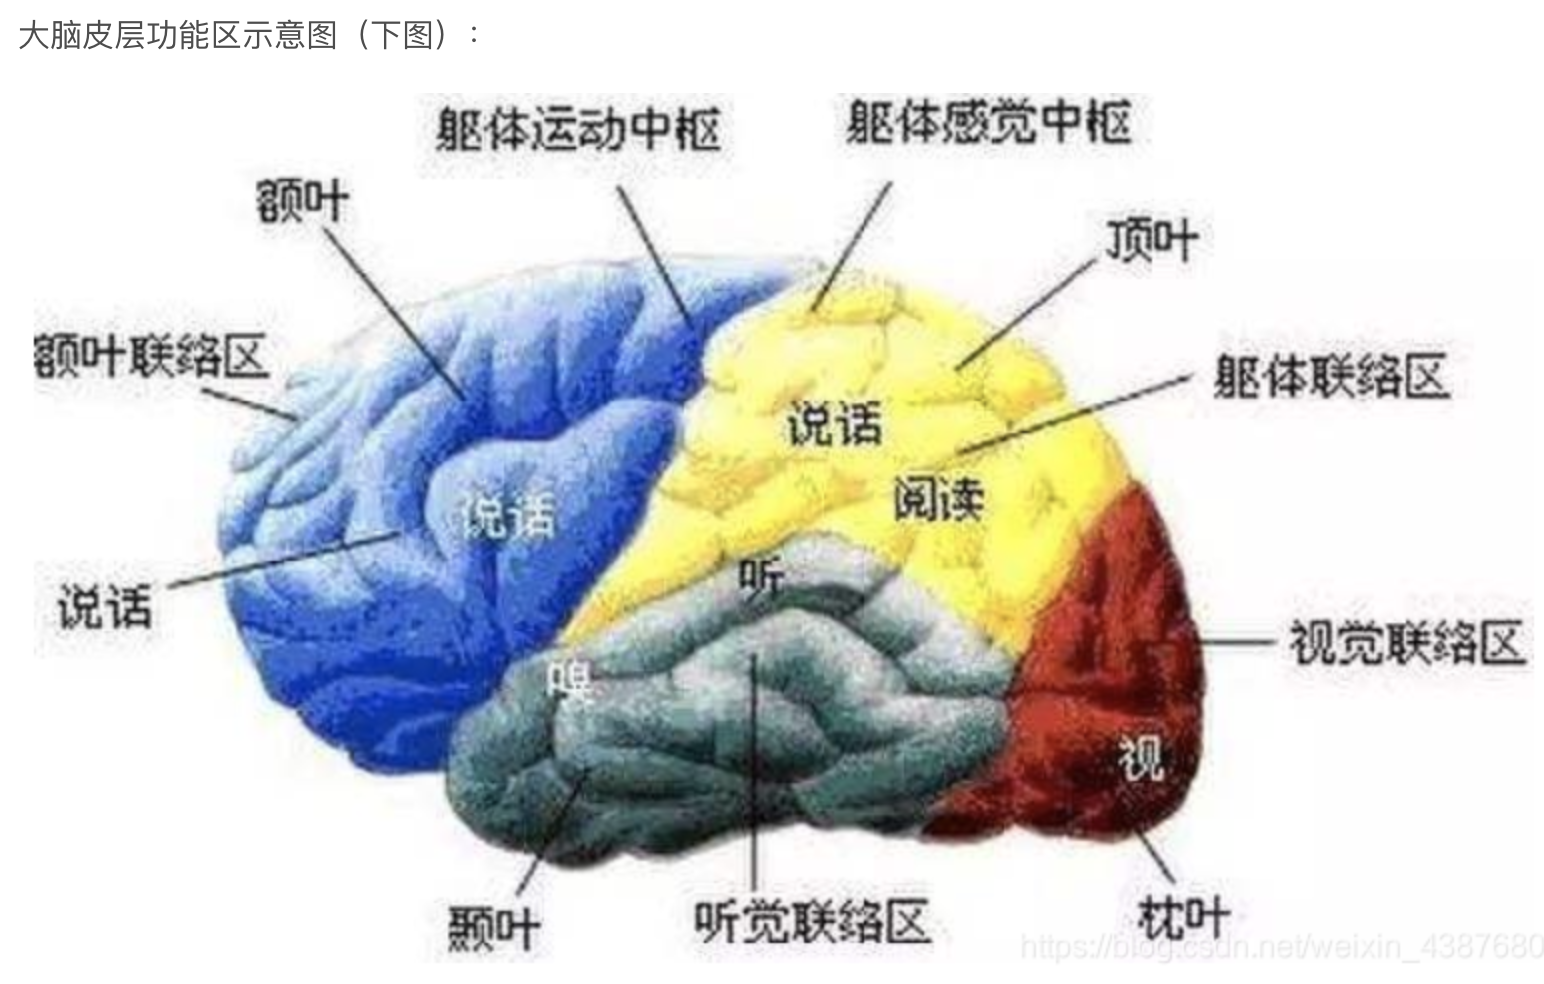 大脑皮层功能区示意图（下图）：
躯体运动中枢
躯体感觉中枢
额叶
顶叶
额叶联络区
躯体联络区
说话
阅读
说话
听
说话
视觉联络区
嗅
视
颞叶
听觉联络区
枕叶
https://blog.csdn.net/weixin_4387680